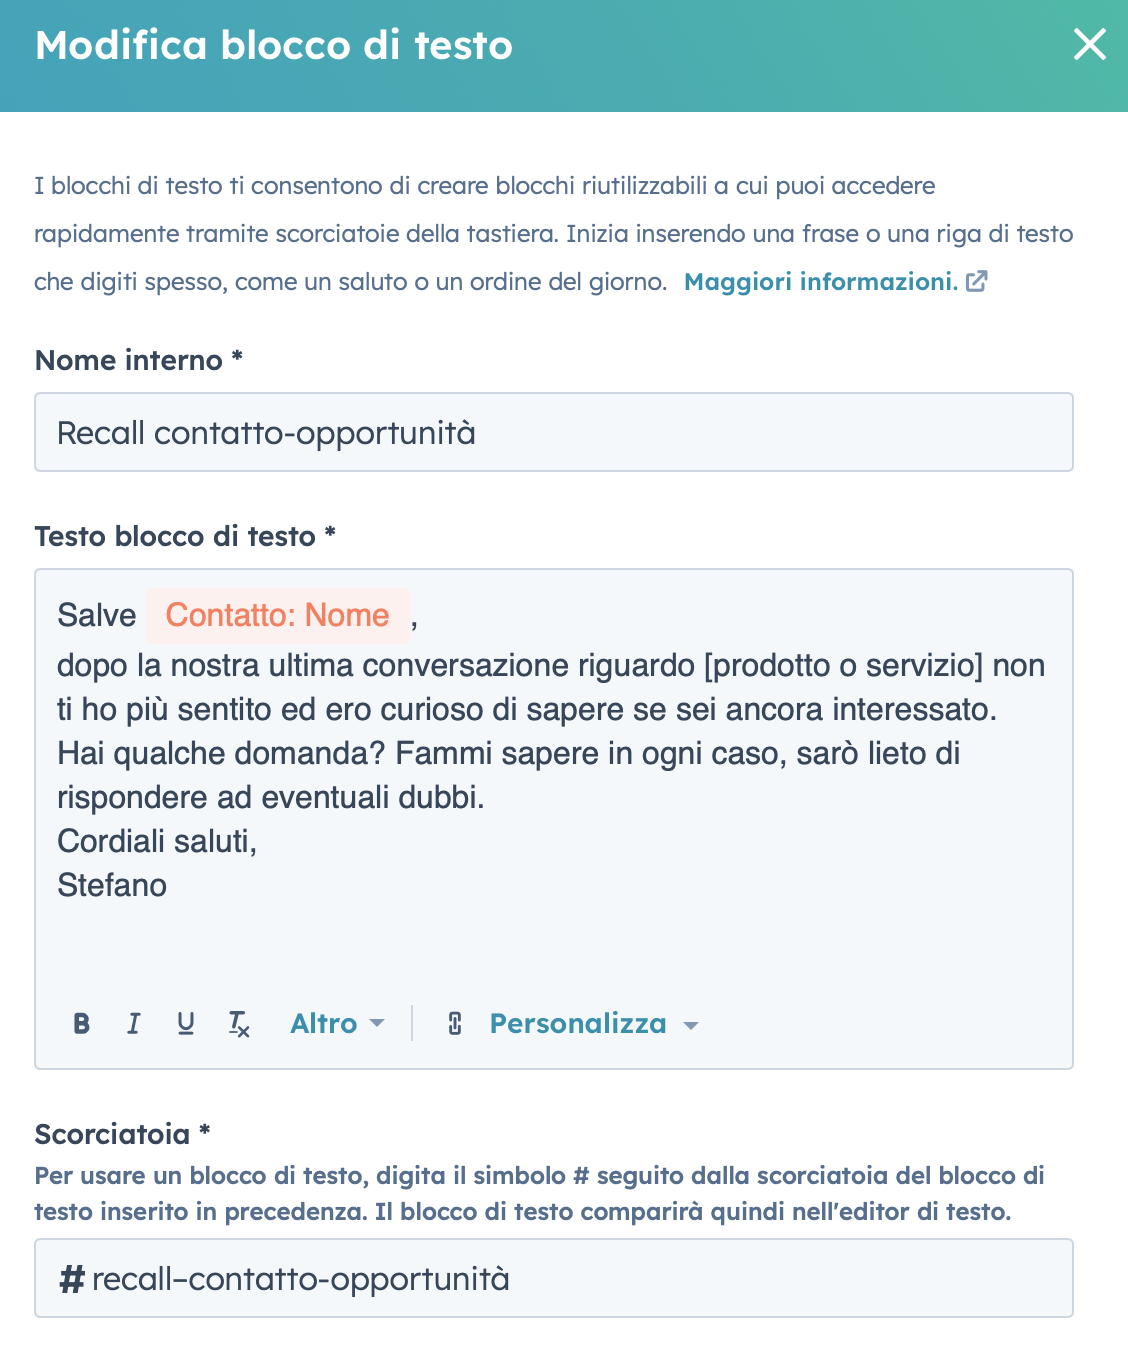 Modifica blocco di testo
I blocchi di testo ti consentono di creare blocchi riutilizzabili a cui puoi accedere
rapidamente tramite scorciatoie della tastiera. Inizia inserendo una frase o una riga di testo
che digiti spesso, come un saluto o un ordine del giorno. Maggiori informazioni.
Nome interno *
Recall contatto-opportunità
Testo blocco di testo *
Salve Contatto: Nome ,
dopo la nostra ultima conversazione riguardo [prodotto o servizio] non
ti ho più sentito ed ero curioso di sapere se sei ancora interessato.
Hai qualche domanda? Fammi sapere in ogni caso, sarò lieto di
rispondere ad eventuali dubbi.
Cordiali saluti,
Stefano
B I U Tx Altro Personalizza
Scorciatoia *
Per usare un blocco di testo, digita il simbolo # seguito dalla scorciatoia del blocco di
testo inserito in precedenza. Il blocco di testo comparirà quindi nell'editor di testo.
# recall–contatto-opportunità